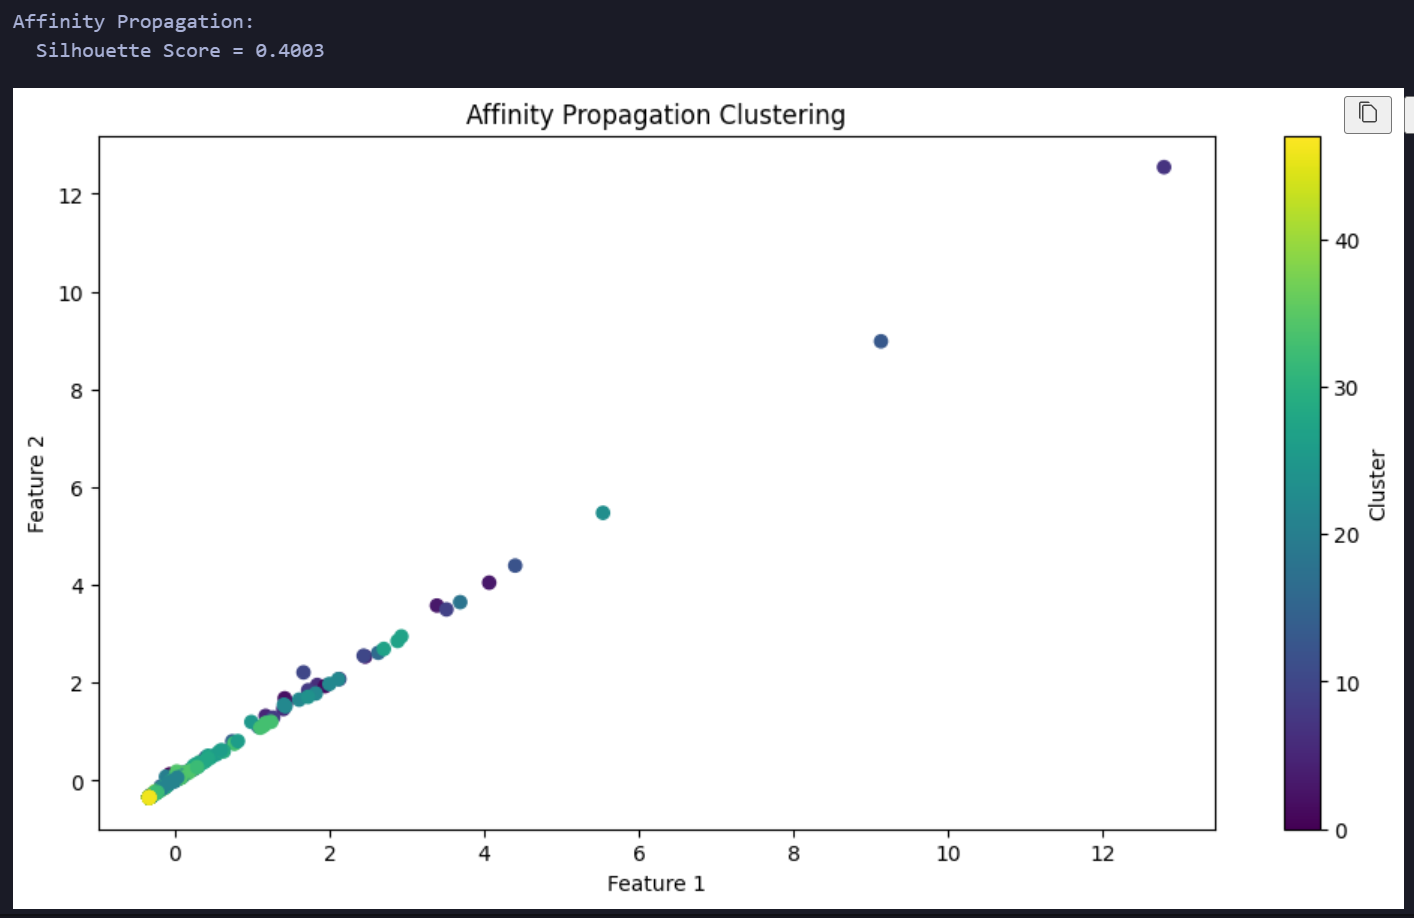 Affinity Propagation:
Silhouette Score = 0.4003
Affinity Propagation Clustering
12
10
8
6
4
2
0
Feature 2
0 2 4 6 8 10 12
Feature 1
40
30
20
10
0
Cluster